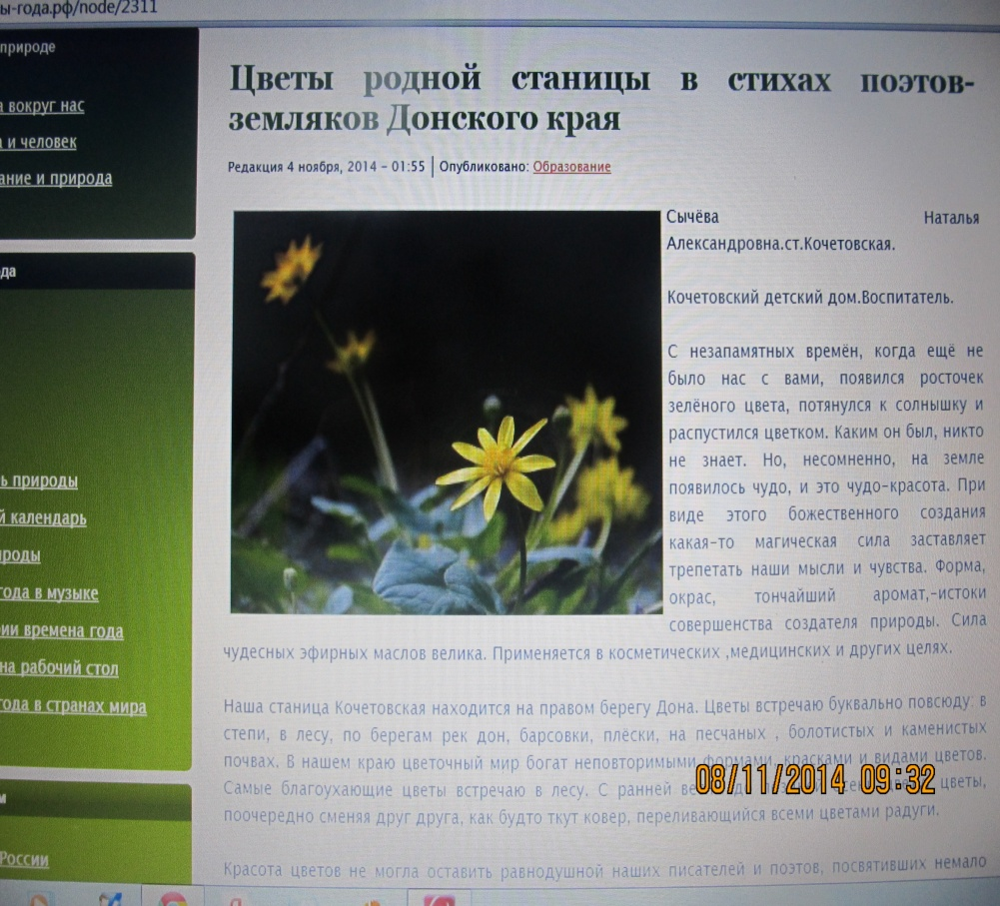 ы-года.рф/node/2311
природе
а вокруг нас
и человек
ание и природа
ода
ь природы
й календарь
ироды
года в музыке
рии времена года
на рабочий стол
года в странах мира
м
России
Цветы родной станицы в стихах поэтов-
земляков Донского края
Редакция 4 ноября, 2014 - 01:55 | Опубликовано: Образование
Сычёва Наталья
Александровна.ст.Кочетовская.
Кочетовский детский дом.Воспитатель.
С незапамятных времён, когда ещё не
было нас с вами, появился росточек
зелёного цвета, потянулся к солнышку и
распустился цветком. Каким он был, никто
не знает. Но, несомненно, на земле
появилось чудо, и это чудо-красота. При
виде этого божественного создания
какая-то магическая сила заставляет
трепетать наши мысли и чувства. Форма,
окрас, тончайший аромат,-истоки
совершенства создателя природы. Сила
чудесных эфирных маслов велика. Применяется в косметических ,медицинских и других целях.
Наша станица Кочетовская находится на правом берегу Дона. Цветы встречаю буквально повсюду: в
степи, в лесу, по берегам рек дон, барсовки, плёски, на песчаных , болотистых и каменистых
почвах. В нашем краю цветочный мир богат неповторимыми формами, красками и видами цветов.
Самые благоухающие цветы встречаю в лесу. С ранней цветы,
поочередно сменяя друг друга, как будто ткут ковер, переливающийся всеми цветами радуги.
Красота цветов не могла оставить равнодушной наших писателей и поэтов, посвятивших немало
08/11/2014 09:32